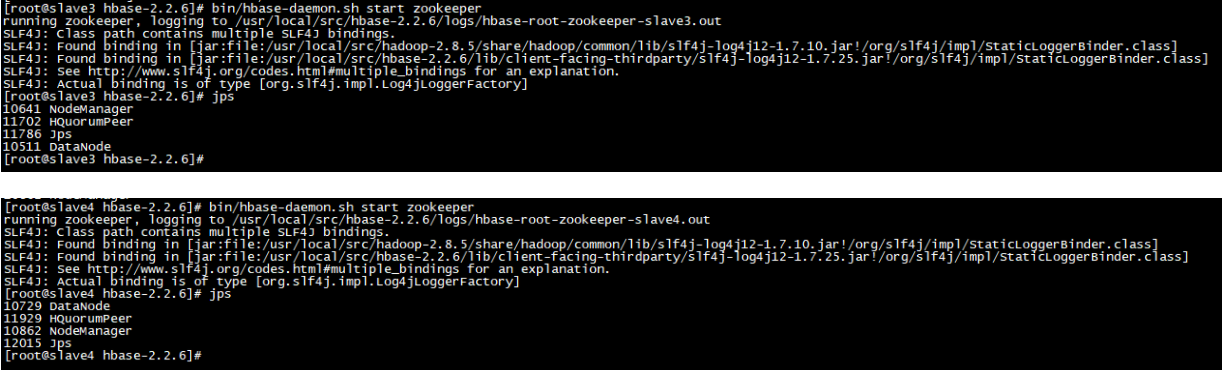 [root@slave3 hbase-2.2.6]# bin/hbase-daemon.sh start zookeeper
running zookeeper, logging to /usr/local/src/hbase-2.2.6/logs/hbase-root-zookeeper-slave3.out
SLF4J: Class path contains multiple SLF4J bindings.
SLF4J: Found binding in [jar:file:/usr/local/src/hadoop-2.8.5/share/hadoop/common/lib/slf4j-log4j12-1.7.10.jar!/org/slf4j/impl/StaticLoggerBinder.class]
SLF4J: Found binding in [jar:file:/usr/local/src/hbase-2.2.6/lib/client-facing-thirdparty/slf4j-log4j12-1.7.25.jar!/org/slf4j/impl/StaticLoggerBinder.class]
SLF4J: See http://www.slf4j.org/codes.html#multiple_bindings for an explanation.
SLF4J: Actual binding is of type [org.slf4j.impl.Log4jLoggerFactory]
[root@slave3 hbase-2.2.6]# jps
10641 NodeManager
11702 HQuorumPeer
11786 Jps
10511 DataNode
[root@slave3 hbase-2.2.6]#
[root@slave4 hbase-2.2.6]# bin/hbase-daemon.sh start zookeeper
running zookeeper, logging to /usr/local/src/hbase-2.2.6/logs/hbase-root-zookeeper-slave4.out
SLF4J: Class path contains multiple SLF4J bindings.
SLF4J: Found binding in [jar:file:/usr/local/src/hadoop-2.8.5/share/hadoop/common/lib/slf4j-log4j12-1.7.10.jar!/org/slf4j/impl/StaticLoggerBinder.class]
SLF4J: Found binding in [jar:file:/usr/local/src/hbase-2.2.6/lib/client-facing-thirdparty/slf4j-log4j12-1.7.25.jar!/org/slf4j/impl/StaticLoggerBinder.class]
SLF4J: See http://www.slf4j.org/codes.html#multiple_bindings for an explanation.
SLF4J: Actual binding is of type [org.slf4j.impl.Log4jLoggerFactory]
[root@slave4 hbase-2.2.6]# jps
10729 DataNode
11929 HQuorumPeer
10862 NodeManager
12015 Jps
[root@slave4 hbase-2.2.6]#